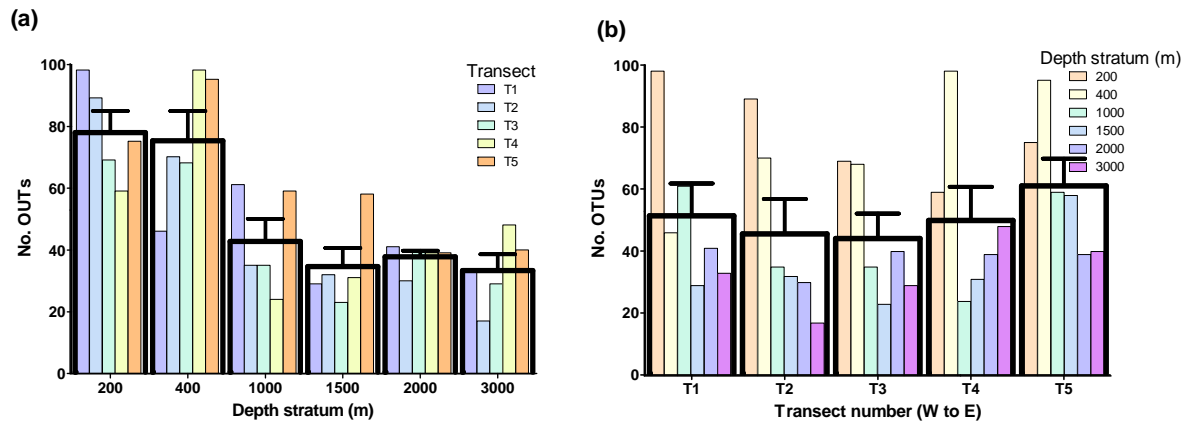 (a)
No. OUTs
100
80
60
40
20
0
Transect
T1
T2
T3
T4
T5
200 400 1000 1500 2000 3000
Depth stratum (m)
(b)
No. OTUs
100
80
60
40
20
0
Depth stratum (m)
200
400
1000
1500
2000
3000
T1 T2 T3 T4 T5
Transect number (W to E)